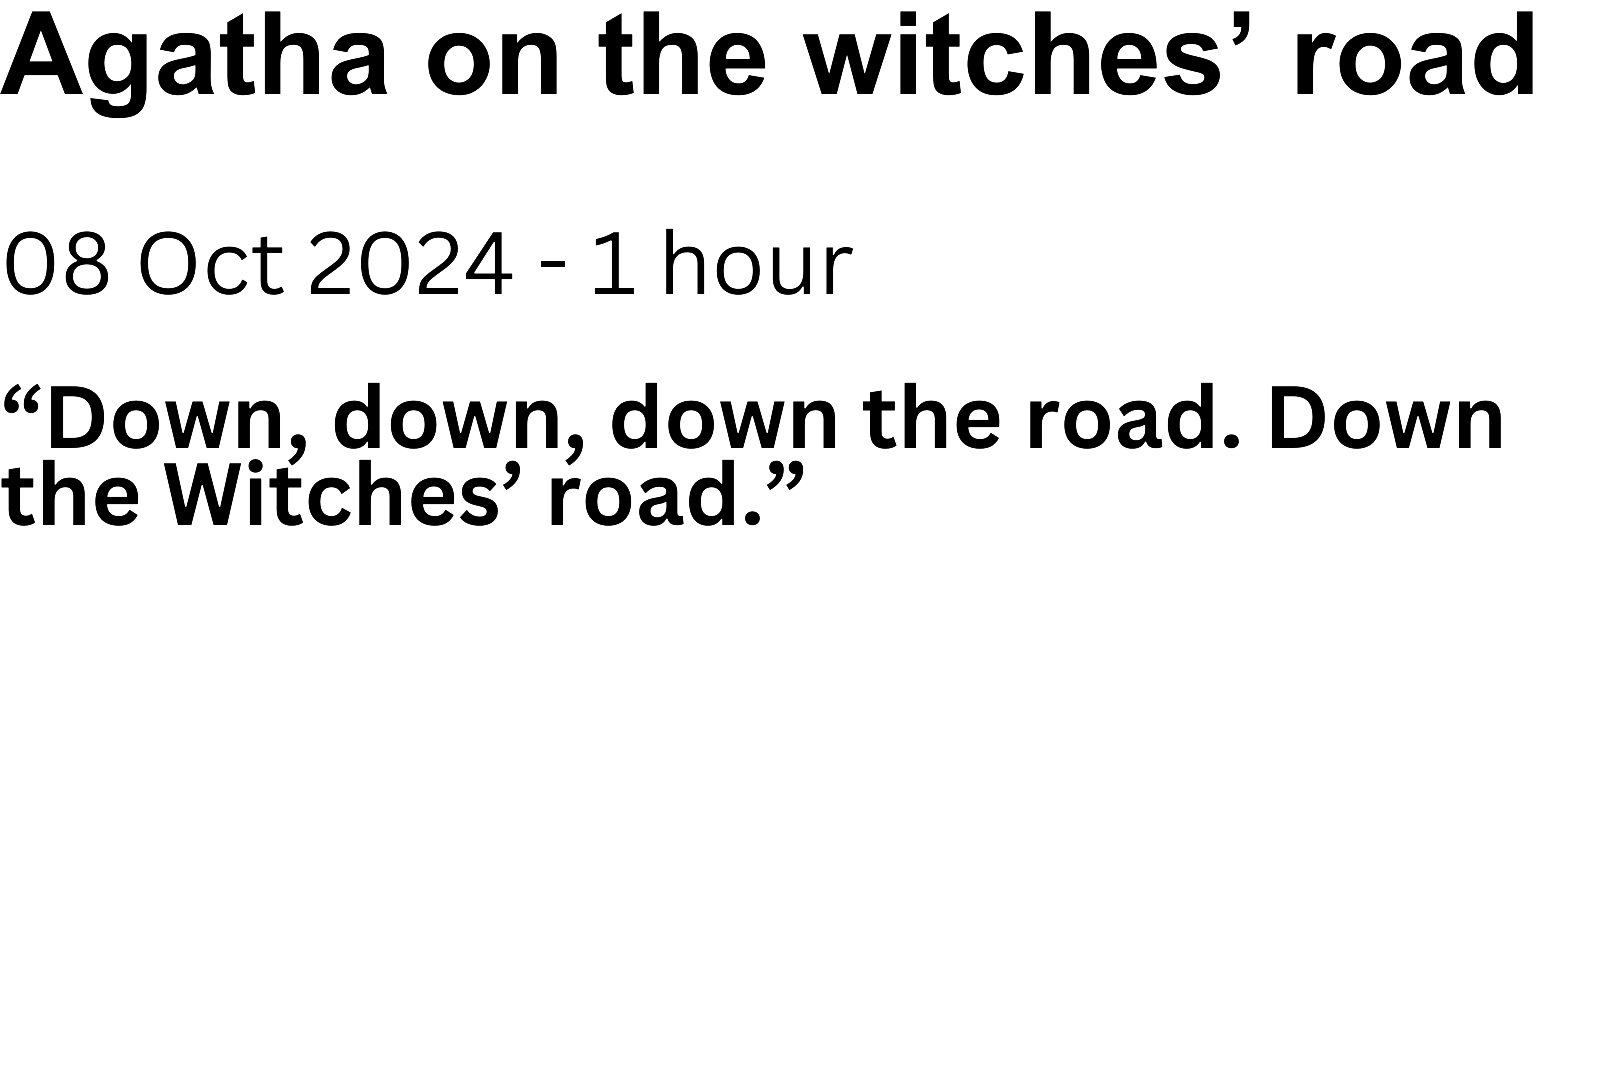 Agatha on the witches’ road
08 Oct 2024 - 1 hour
“Down, down, down the road. Down
the Witches’ road.”